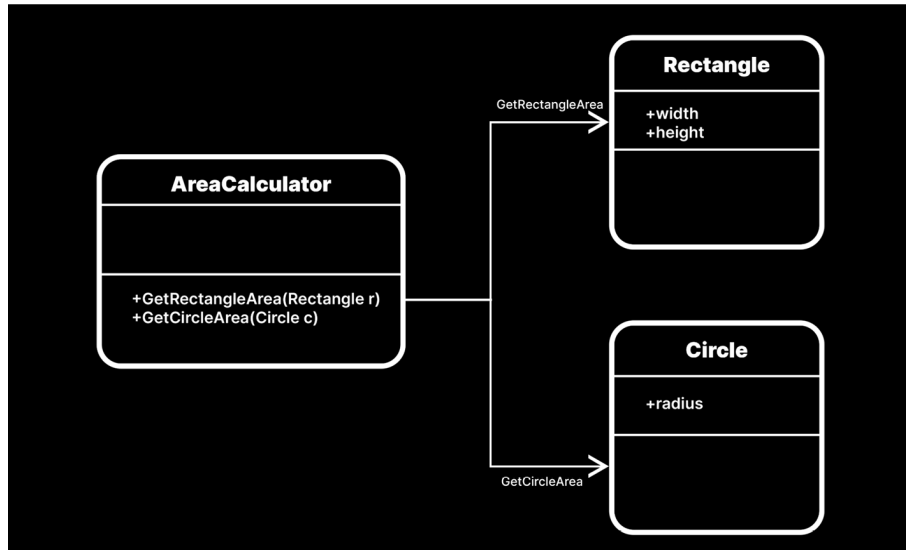 AreaCalculator
+GetRectangleArea(Rectangle r)
+GetCircleArea(Circle c)
GetRectangleArea
Rectangle
+width
+height
GetCircleArea
Circle
+radius